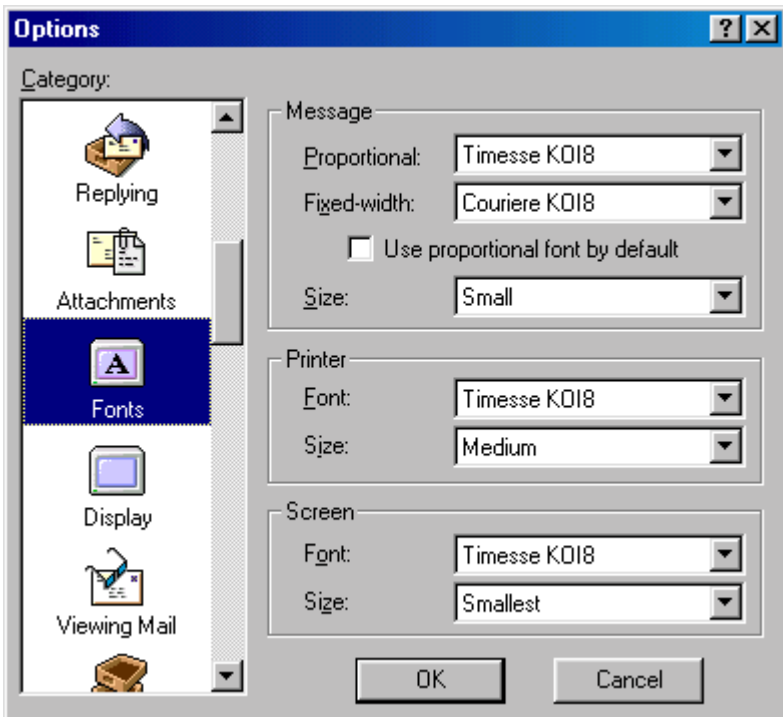 Options
Category:
Replying
Attachments
Fonts
Display
Viewing Mail
Message
Proportional: Timesse KOI8
Fixed-width: Couriere KOI8
Use proportional font by default
Size: Small
Printer
Font: Timesse KOI8
Size: Medium
Screen
Font: Timesse KOI8
Size: Smallest
OK Cancel